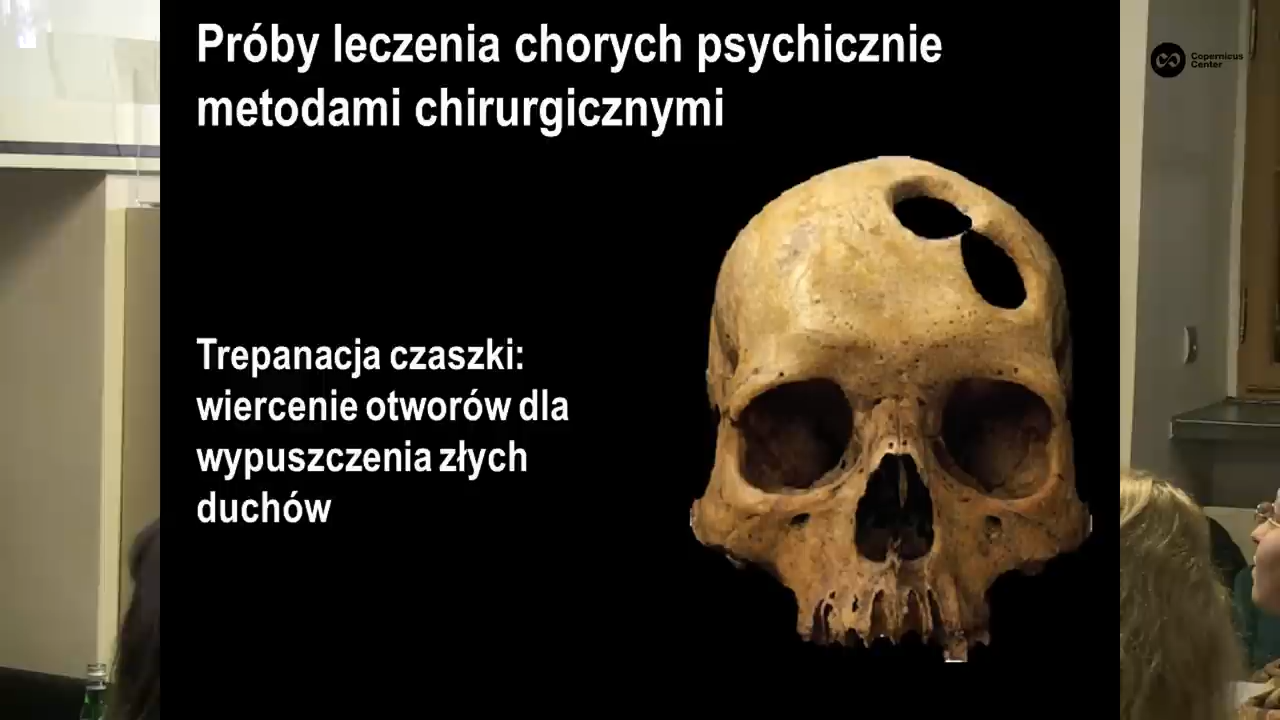 Próby leczenia chorych psychicznie
metodami chirurgicznymi
Copernicus
Center
Trepanacja czaszki:
wiercenie otworów dla
wypuszczenia złych
duchów